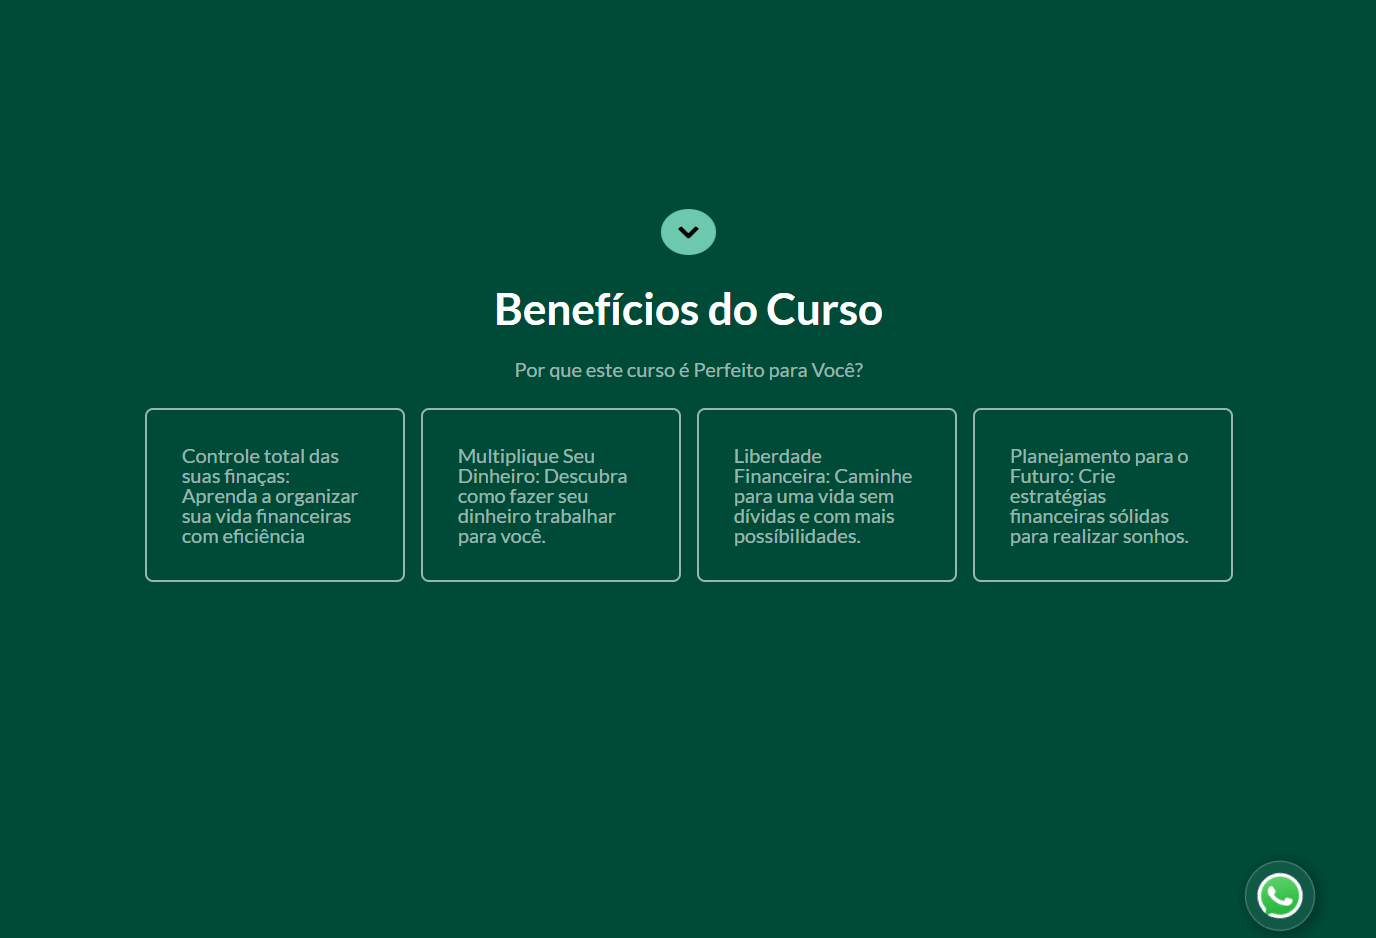 Benefícios do Curso
Por que este curso é Perfeito para Você?
Controle total das
suas finaças:
Aprenda a organizar
sua vida financeiras
com eficiência
Multiplique Seu
Dinheiro: Descubra
como fazer seu
dinheiro trabalhar
para você.
Liberdade
Financeira: Caminhe
para uma vida sem
dívidas e com mais
possíbilidades.
Planejamento para o
Futuro: Crie
estratégias
financeiras sólidas
para realizar sonhos.